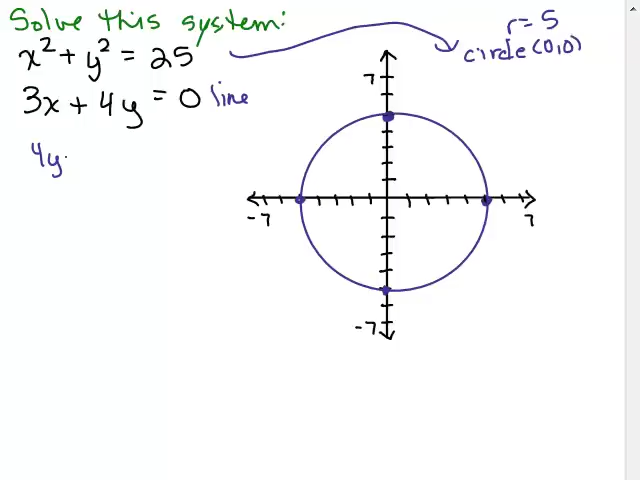 Solve this system:
x² + y² = 25
r = 5
circle (0,0)
3x + 4y = 0 line
4y
7
-7
7
-7